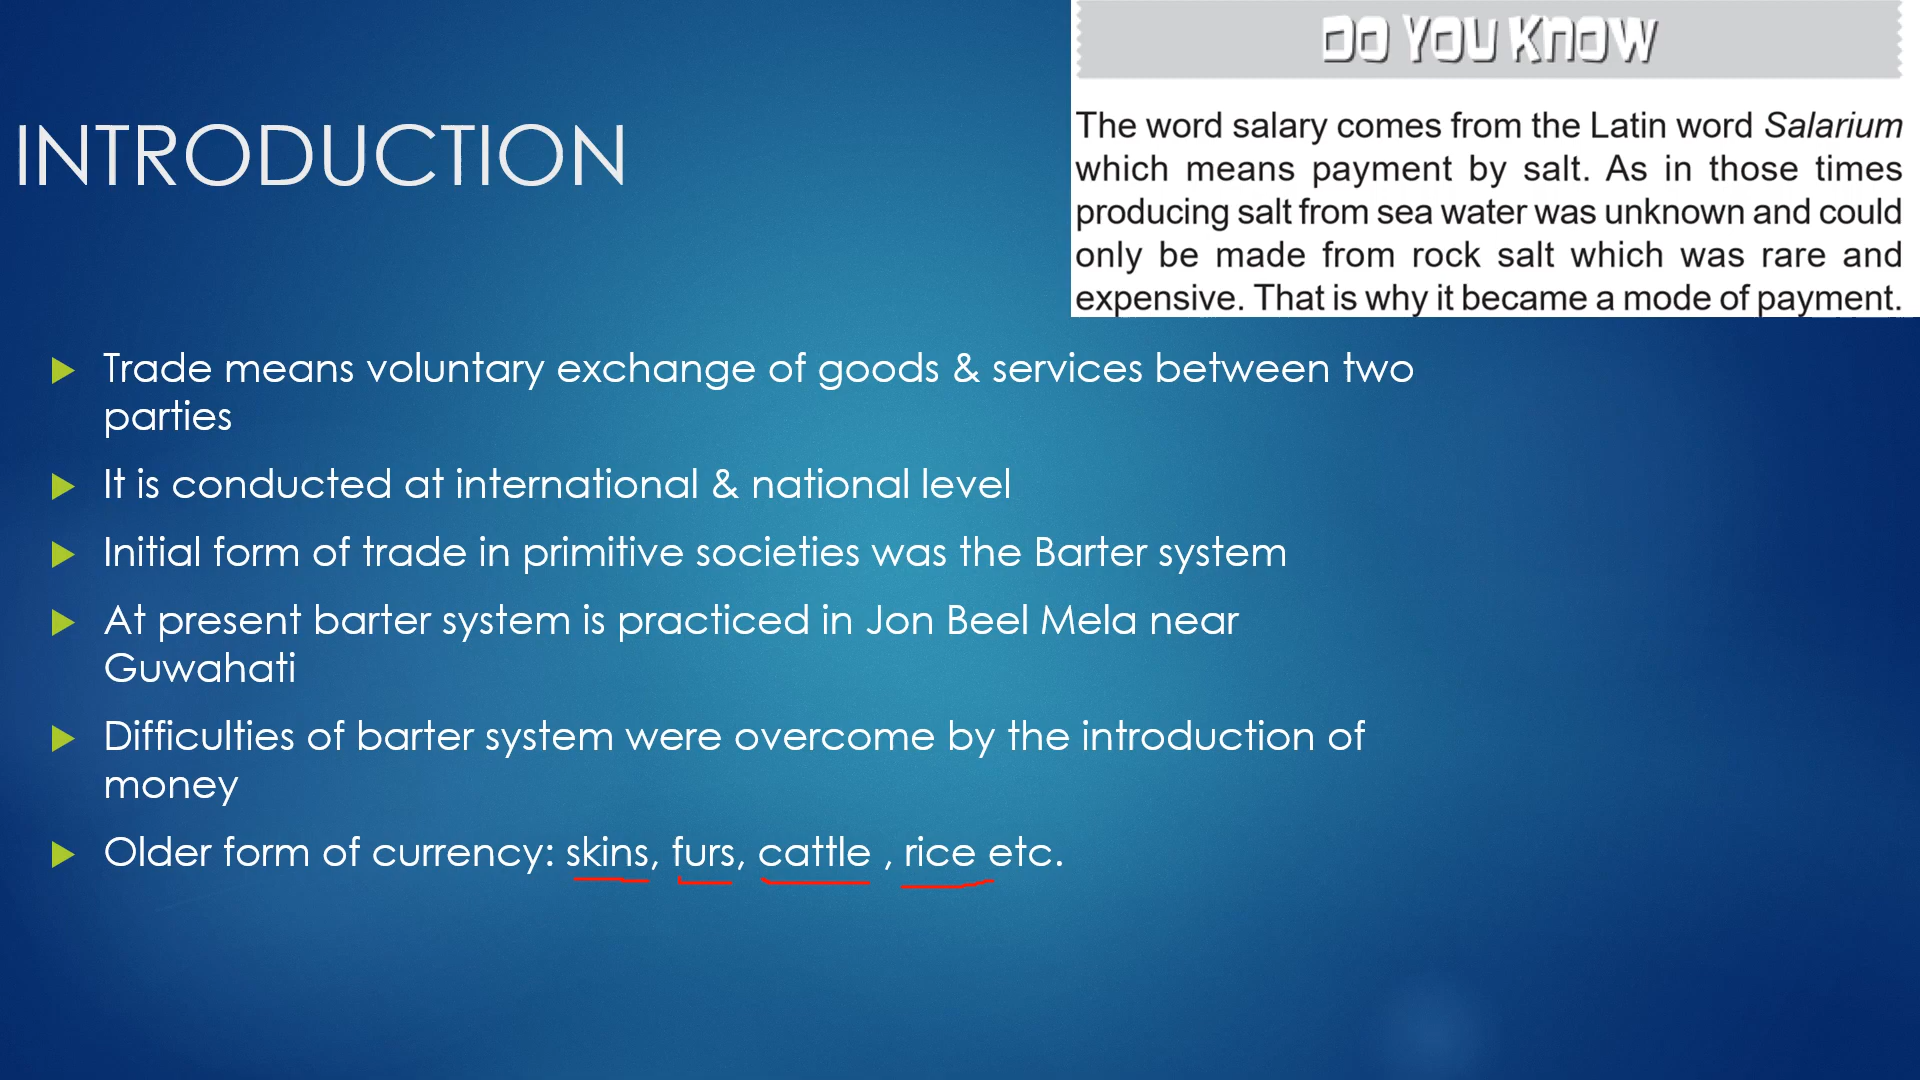 DO YOU KNOW
The word salary comes from the Latin word Salarium
which means payment by salt. As in those times
producing salt from sea water was unknown and could
only be made from rock salt which was rare and
expensive. That is why it became a mode of payment.
INTRODUCTION
Trade means voluntary exchange of goods & services between two
parties
It is conducted at international & national level
Initial form of trade in primitive societies was the Barter system
At present barter system is practiced in Jon Beel Mela near
Guwahati
Difficulties of barter system were overcome by the introduction of
money
Older form of currency: skins, furs, cattle , rice etc.